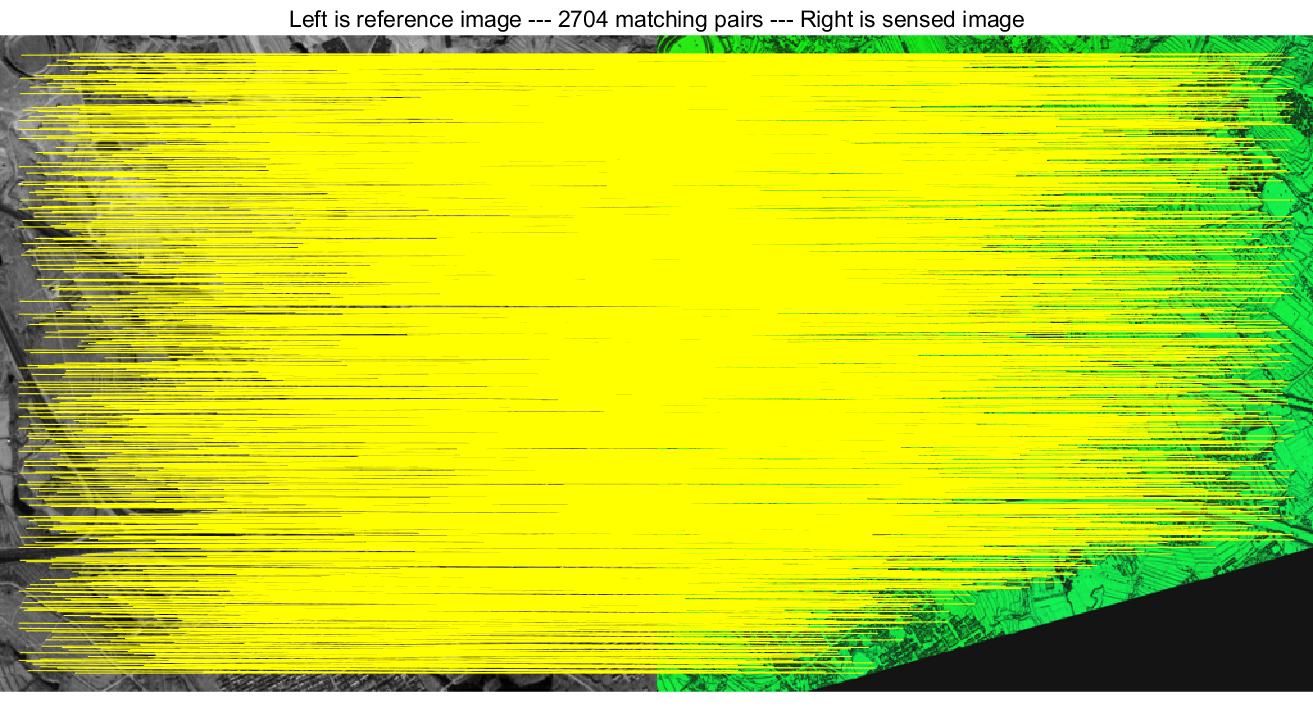 Left is reference image --- 2704 matching pairs --- Right is sensed image